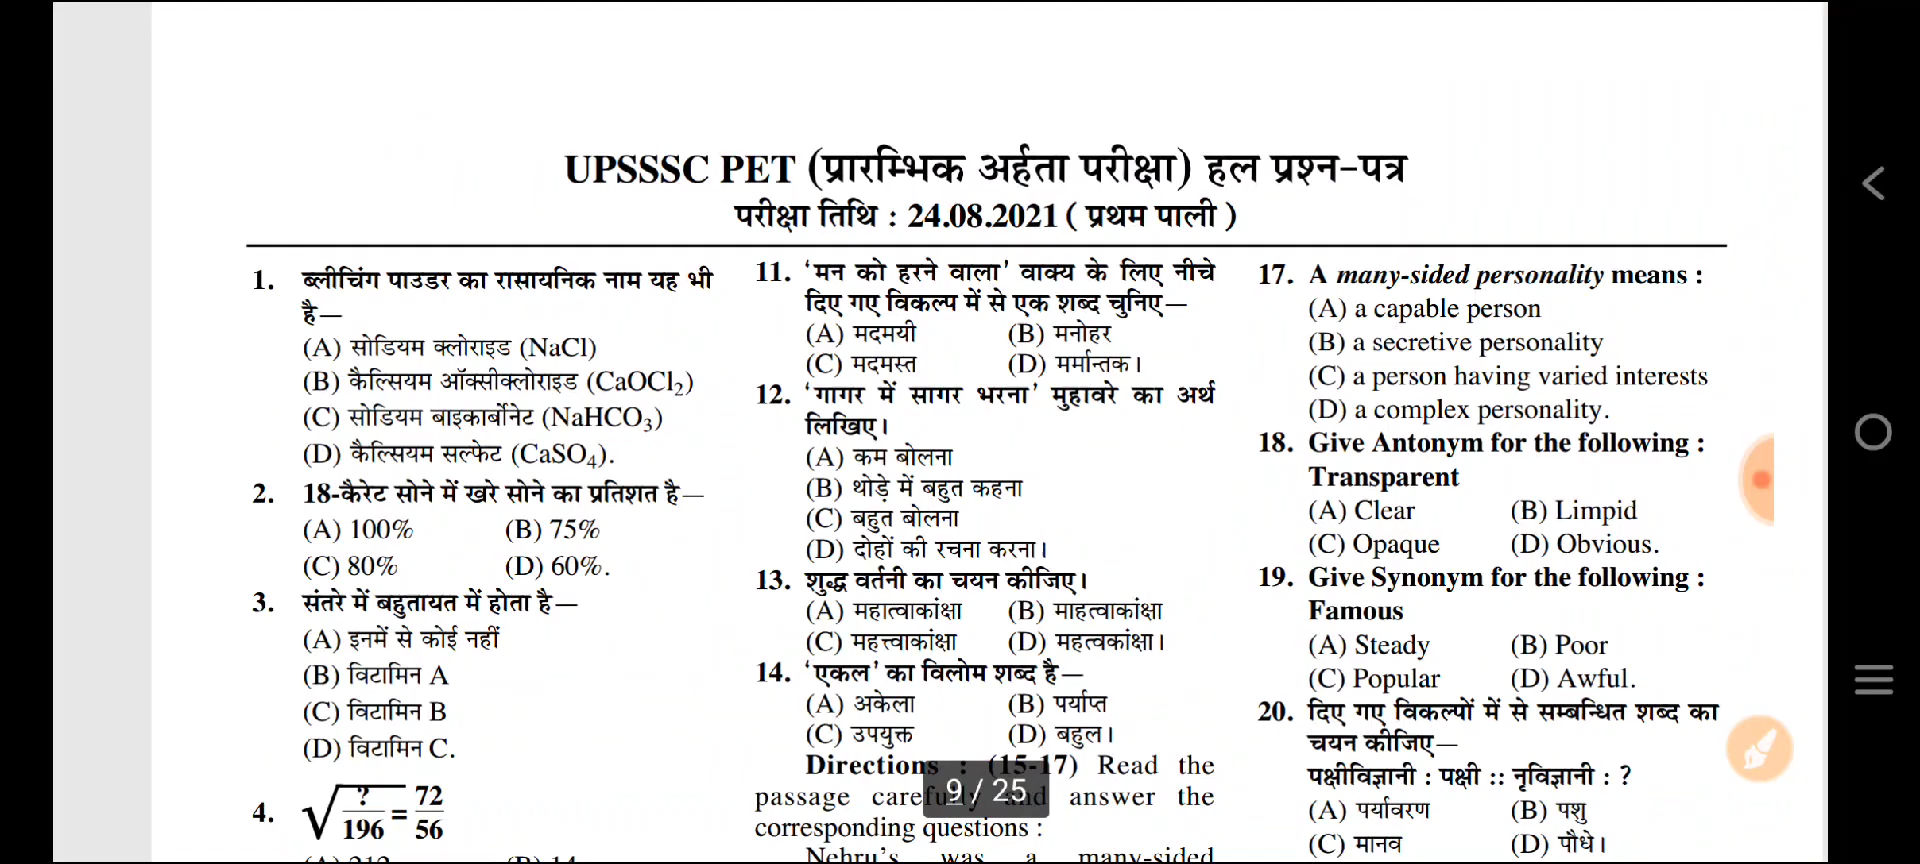 UPSSSC PET (प्रारम्भिक अर्हता परीक्षा) हल प्रश्न-पत्र
परीक्षा तिथि : 24.08.2021 ( प्रथम पाली )
1. ब्लीचिंग पाउडर का रासायनिक नाम यह भी
है—
(A) सोडियम क्लोराइड (NaCl)
(B) कैल्सियम ऑक्सीक्लोराइड (CaOCl₂)
(C) सोडियम बाइकार्बोनेट (NaHCO₃)
(D) कैल्सियम सल्फेट (CaSO₄).
2. 18-कैरेट सोने में खरे सोने का प्रतिशत है—
(A) 100% (B) 75%
(C) 80% (D) 60%.
3. संतरे में बहुतायत में होता है—
(A) इनमें से कोई नहीं
(B) विटामिन A
(C) विटामिन B
(D) विटामिन C.
4. √(?/196) = 72/56
11. ‘मन को हरने वाला’ वाक्य के लिए नीचे
दिए गए विकल्प में से एक शब्द चुनिए—
(A) मदमयी (B) मनोहर
(C) मदमस्त (D) मर्मान्तक।
12. ‘गागर में सागर भरना’ मुहावरे का अर्थ
लिखिए।
(A) कम बोलना
(B) थोड़े में बहुत कहना
(C) बहुत बोलना
(D) दोहों की रचना करना।
13. शुद्ध वर्तनी का चयन कीजिए।
(A) महात्वाकांक्षा (B) माहत्वाकांक्षा
(C) महत्त्वाकांक्षा (D) महत्वकांक्षा।
14. ‘एकल’ का विलोम शब्द है—
(A) अकेला (B) पर्याप्त
(C) उपयुक्त (D) बहुल।
Directions : (15-17) Read the
passage carefully and answer the
corresponding questions :
Nehru's was a many-sided
17. A many-sided personality means :
(A) a capable person
(B) a secretive personality
(C) a person having varied interests
(D) a complex personality.
18. Give Antonym for the following :
Transparent
(A) Clear (B) Limpid
(C) Opaque (D) Obvious.
19. Give Synonym for the following :
Famous
(A) Steady (B) Poor
(C) Popular (D) Awful.
20. दिए गए विकल्पों में से सम्बन्धित शब्द का
चयन कीजिए—
पक्षीविज्ञानी : पक्षी :: नृविज्ञानी : ?
(A) पर्यावरण (B) पशु
(C) मानव (D) पौधे।
9 / 25